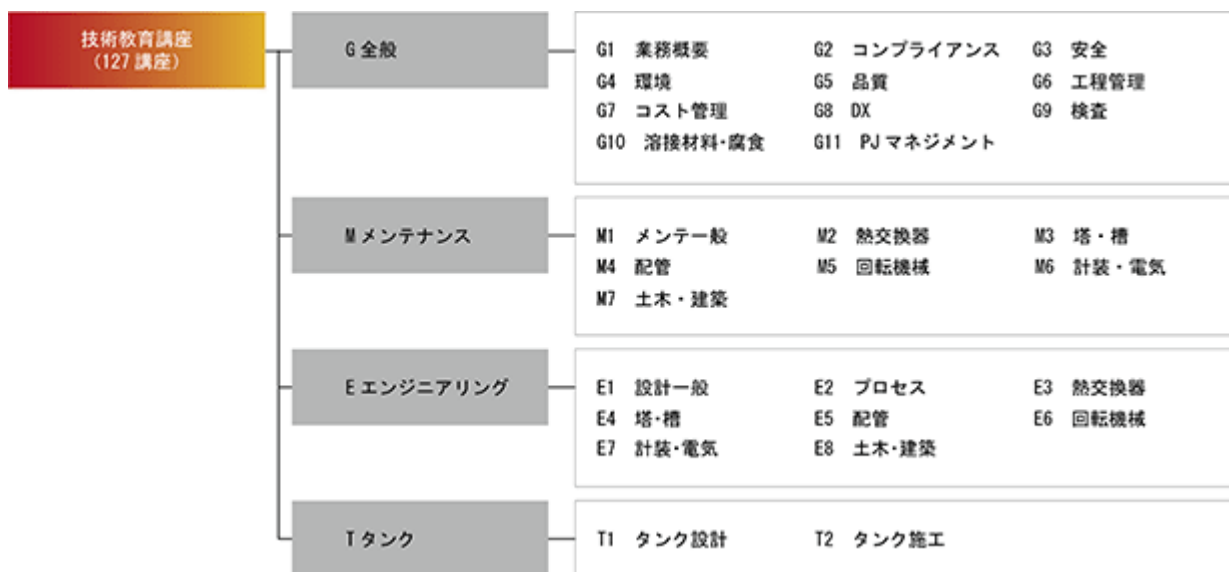 技術教育講座
(127講座)
G 全般
G1 業務概要 G2 コンプライアンス G3 安全
G4 環境 G5 品質 G6 工程管理
G7 コスト管理 G8 DX G9 検査
G10 溶接材料・腐食 G11 PJマネジメント
M メンテナンス
M1 メンテ一般 M2 熱交換器 M3 塔・槽
M4 配管 M5 回転機械 M6 計装・電気
M7 土木・建築
E エンジニアリング
E1 設計一般 E2 プロセス E3 熱交換器
E4 塔・槽 E5 配管 E6 回転機械
E7 計装・電気 E8 土木・建築
T タンク
T1 タンク設計 T2 タンク施工